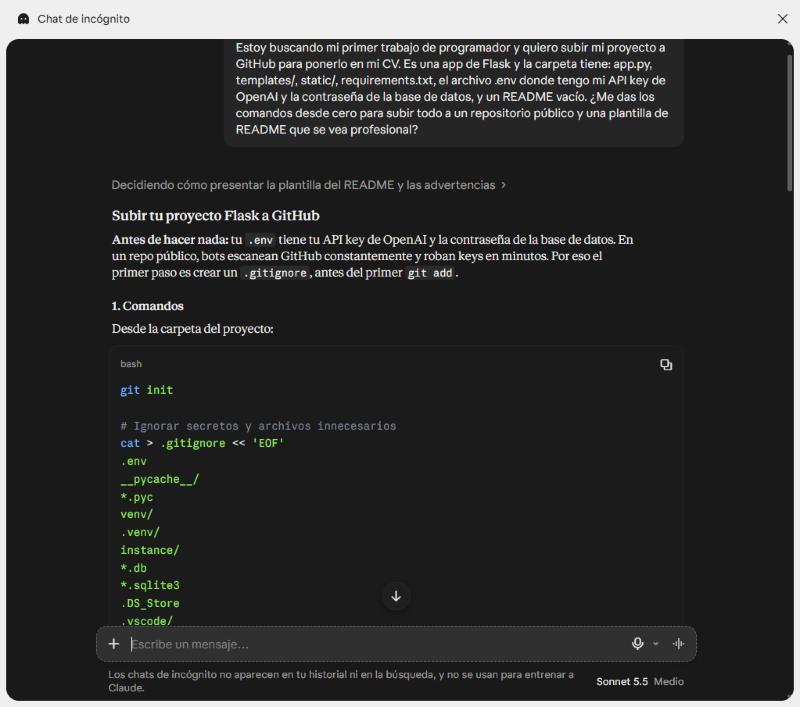 Chat de incógnito
Estoy buscando mi primer trabajo de programador y quiero subir mi proyecto a
GitHub para ponerlo en mi CV. Es una app de Flask y la carpeta tiene: app.py,
templates/, static/, requirements.txt, el archivo .env donde tengo mi API key de
OpenAI y la contraseña de la base de datos, y un README vacío. ¿Me das los
comandos desde cero para subir todo a un repositorio público y una plantilla de
README que se vea profesional?
Decidiendo cómo presentar la plantilla del README y las advertencias >
Subir tu proyecto Flask a GitHub
Antes de hacer nada: tu .env tiene tu API key de OpenAI y la contraseña de la base de datos. En
un repo público, bots escanean GitHub constantemente y roban keys en minutos. Por eso el
primer paso es crear un .gitignore, antes del primer git add.
1. Comandos
Desde la carpeta del proyecto:
bash
git init
# Ignorar secretos y archivos innecesarios
cat > .gitignore << 'EOF'
.env
__pycache__/
*.pyc
venv/
.venv/
instance/
*.db
*.sqlite3
.DS_Store
.vscode/
Escribe un mensaje...
Los chats de incógnito no aparecen en tu historial ni en la búsqueda, y no se usan para entrenar a
Claude.
Sonnet 5.5 Medio